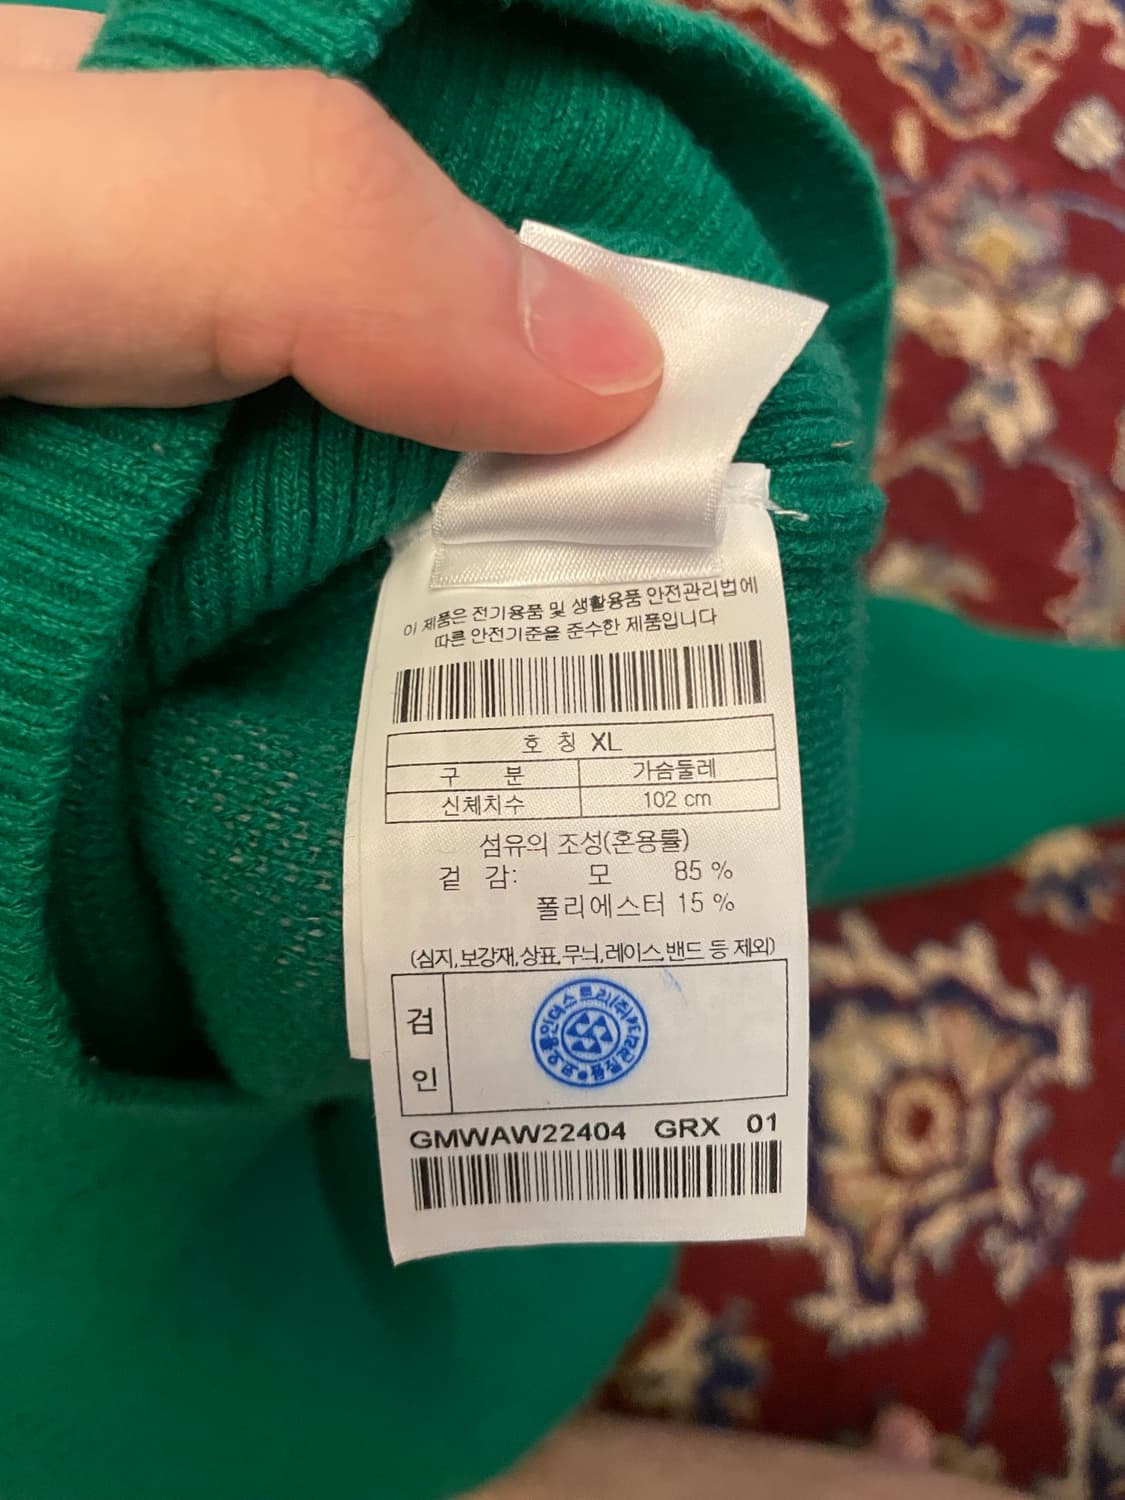 이 제품은 전기용품 및 생활용품 안전관리법에
따른 안전기준을 준수한 제품입니다
호 칭 XL
구 분 가슴둘레
신체치수 102 cm
섬유의 조성(혼용률)
겉 감: 모 85 %
폴리에스터 15 %
(심지,보강재,상표,무늬,레이스,밴드 등 제외)
검
인
품질관리
GMWAW22404 GRX 01